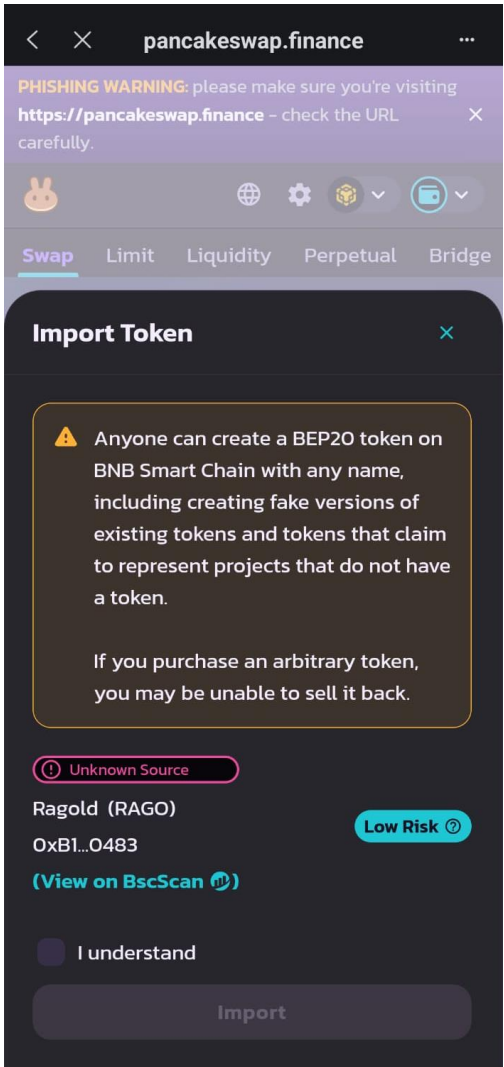 pancakeswap.finance
PHISHING WARNING: please make sure you're visiting
https://pancakeswap.finance - check the URL
carefully.
Swap Limit Liquidity Perpetual Bridge
Import Token
Anyone can create a BEP20 token on
BNB Smart Chain with any name,
including creating fake versions of
existing tokens and tokens that claim
to represent projects that do not have
a token.
If you purchase an arbitrary token,
you may be unable to sell it back.
Unknown Source
Ragold (RAGO)
Low Risk
0xB1...0483
(View on BscScan)
I understand
Import